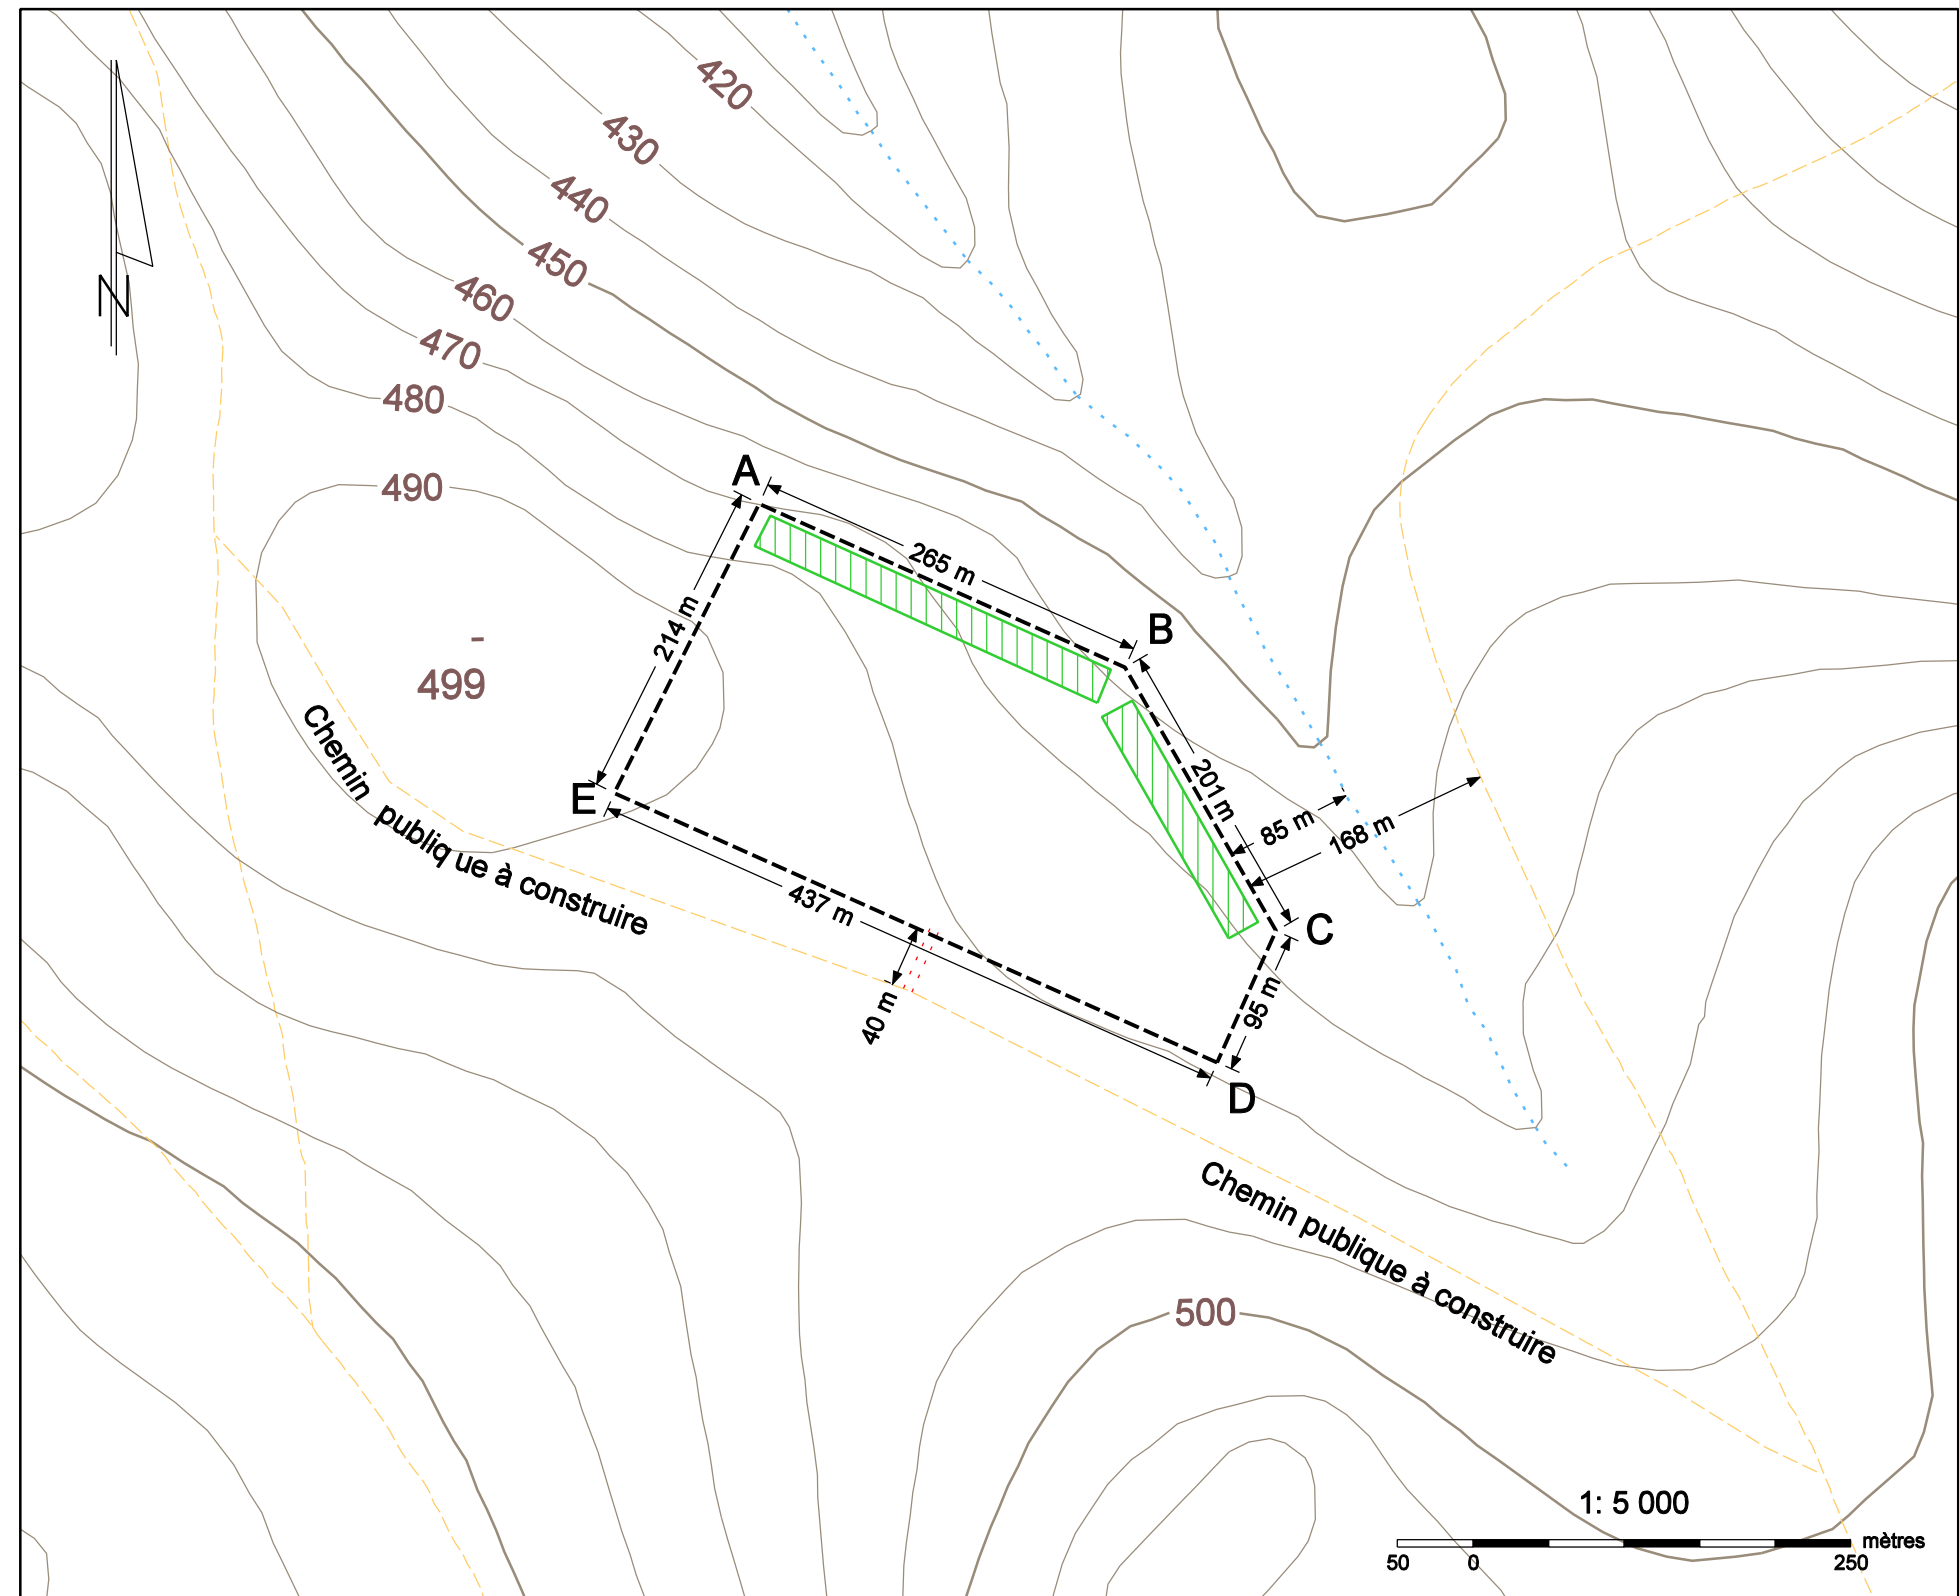 420
430
440
450
460
470
480
490
-
499
N
A
265 m
B
214 m
201 m
85 m
168 m
E
437 m
C
95 m
40 m
D
Chemin publiq ue à construire
Chemin publique à construire
500
1: 5 000
mètres
50 0 250